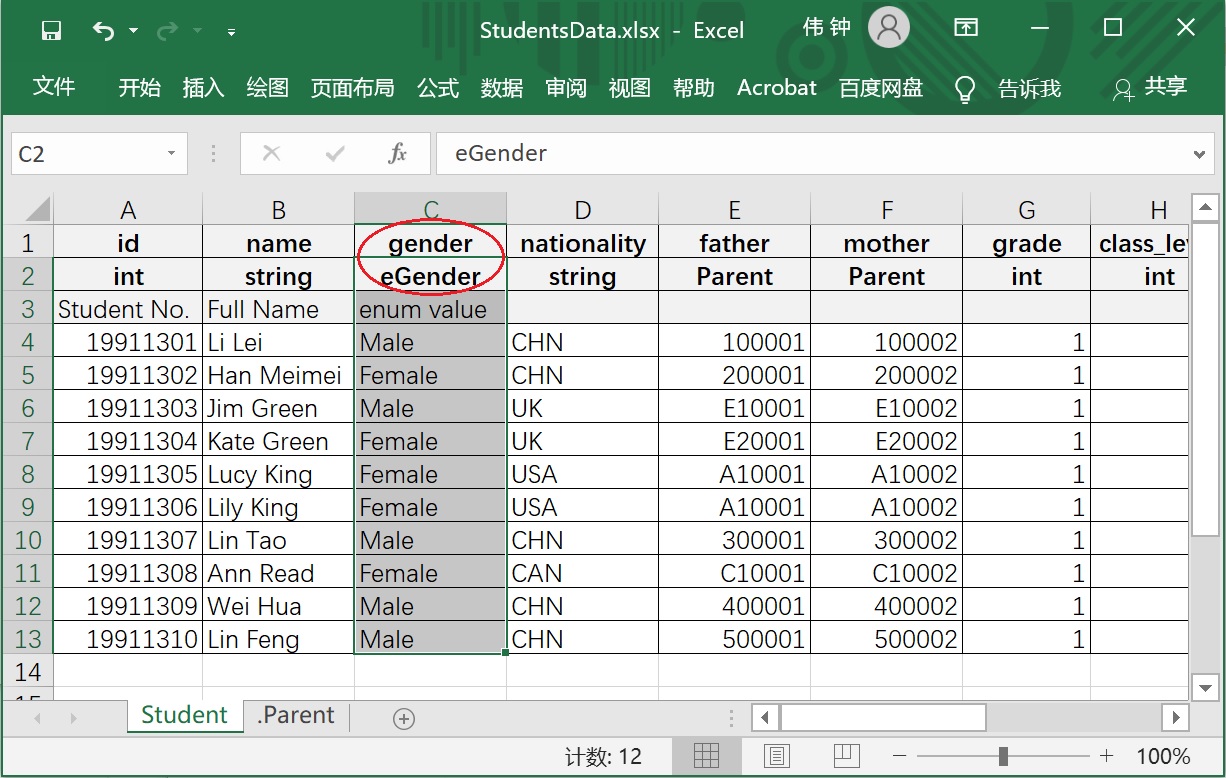 StudentsData.xlsx - Excel 伟 钟
文件 开始 插入 绘图 页面布局 公式 数据 审阅 视图 帮助 Acrobat 百度网盘 告诉我 共享
C2 fx eGender
A B C D E F G H
1 id name gender nationality father mother grade class_le
2 int string eGender string Parent Parent int int
3 Student No. Full Name enum value
4 19911301 Li Lei Male CHN 100001 100002 1
5 19911302 Han Meimei Female CHN 200001 200002 1
6 19911303 Jim Green Male UK E10001 E10002 1
7 19911304 Kate Green Female UK E20001 E20002 1
8 19911305 Lucy King Female USA A10001 A10002 1
9 19911306 Lily King Female USA A10001 A10002 1
10 19911307 Lin Tao Male CHN 300001 300002 1
11 19911308 Ann Read Female CAN C10001 C10002 1
12 19911309 Wei Hua Male CHN 400001 400002 1
13 19911310 Lin Feng Male CHN 500001 500002 1
14
Student .Parent
计数: 12 100%